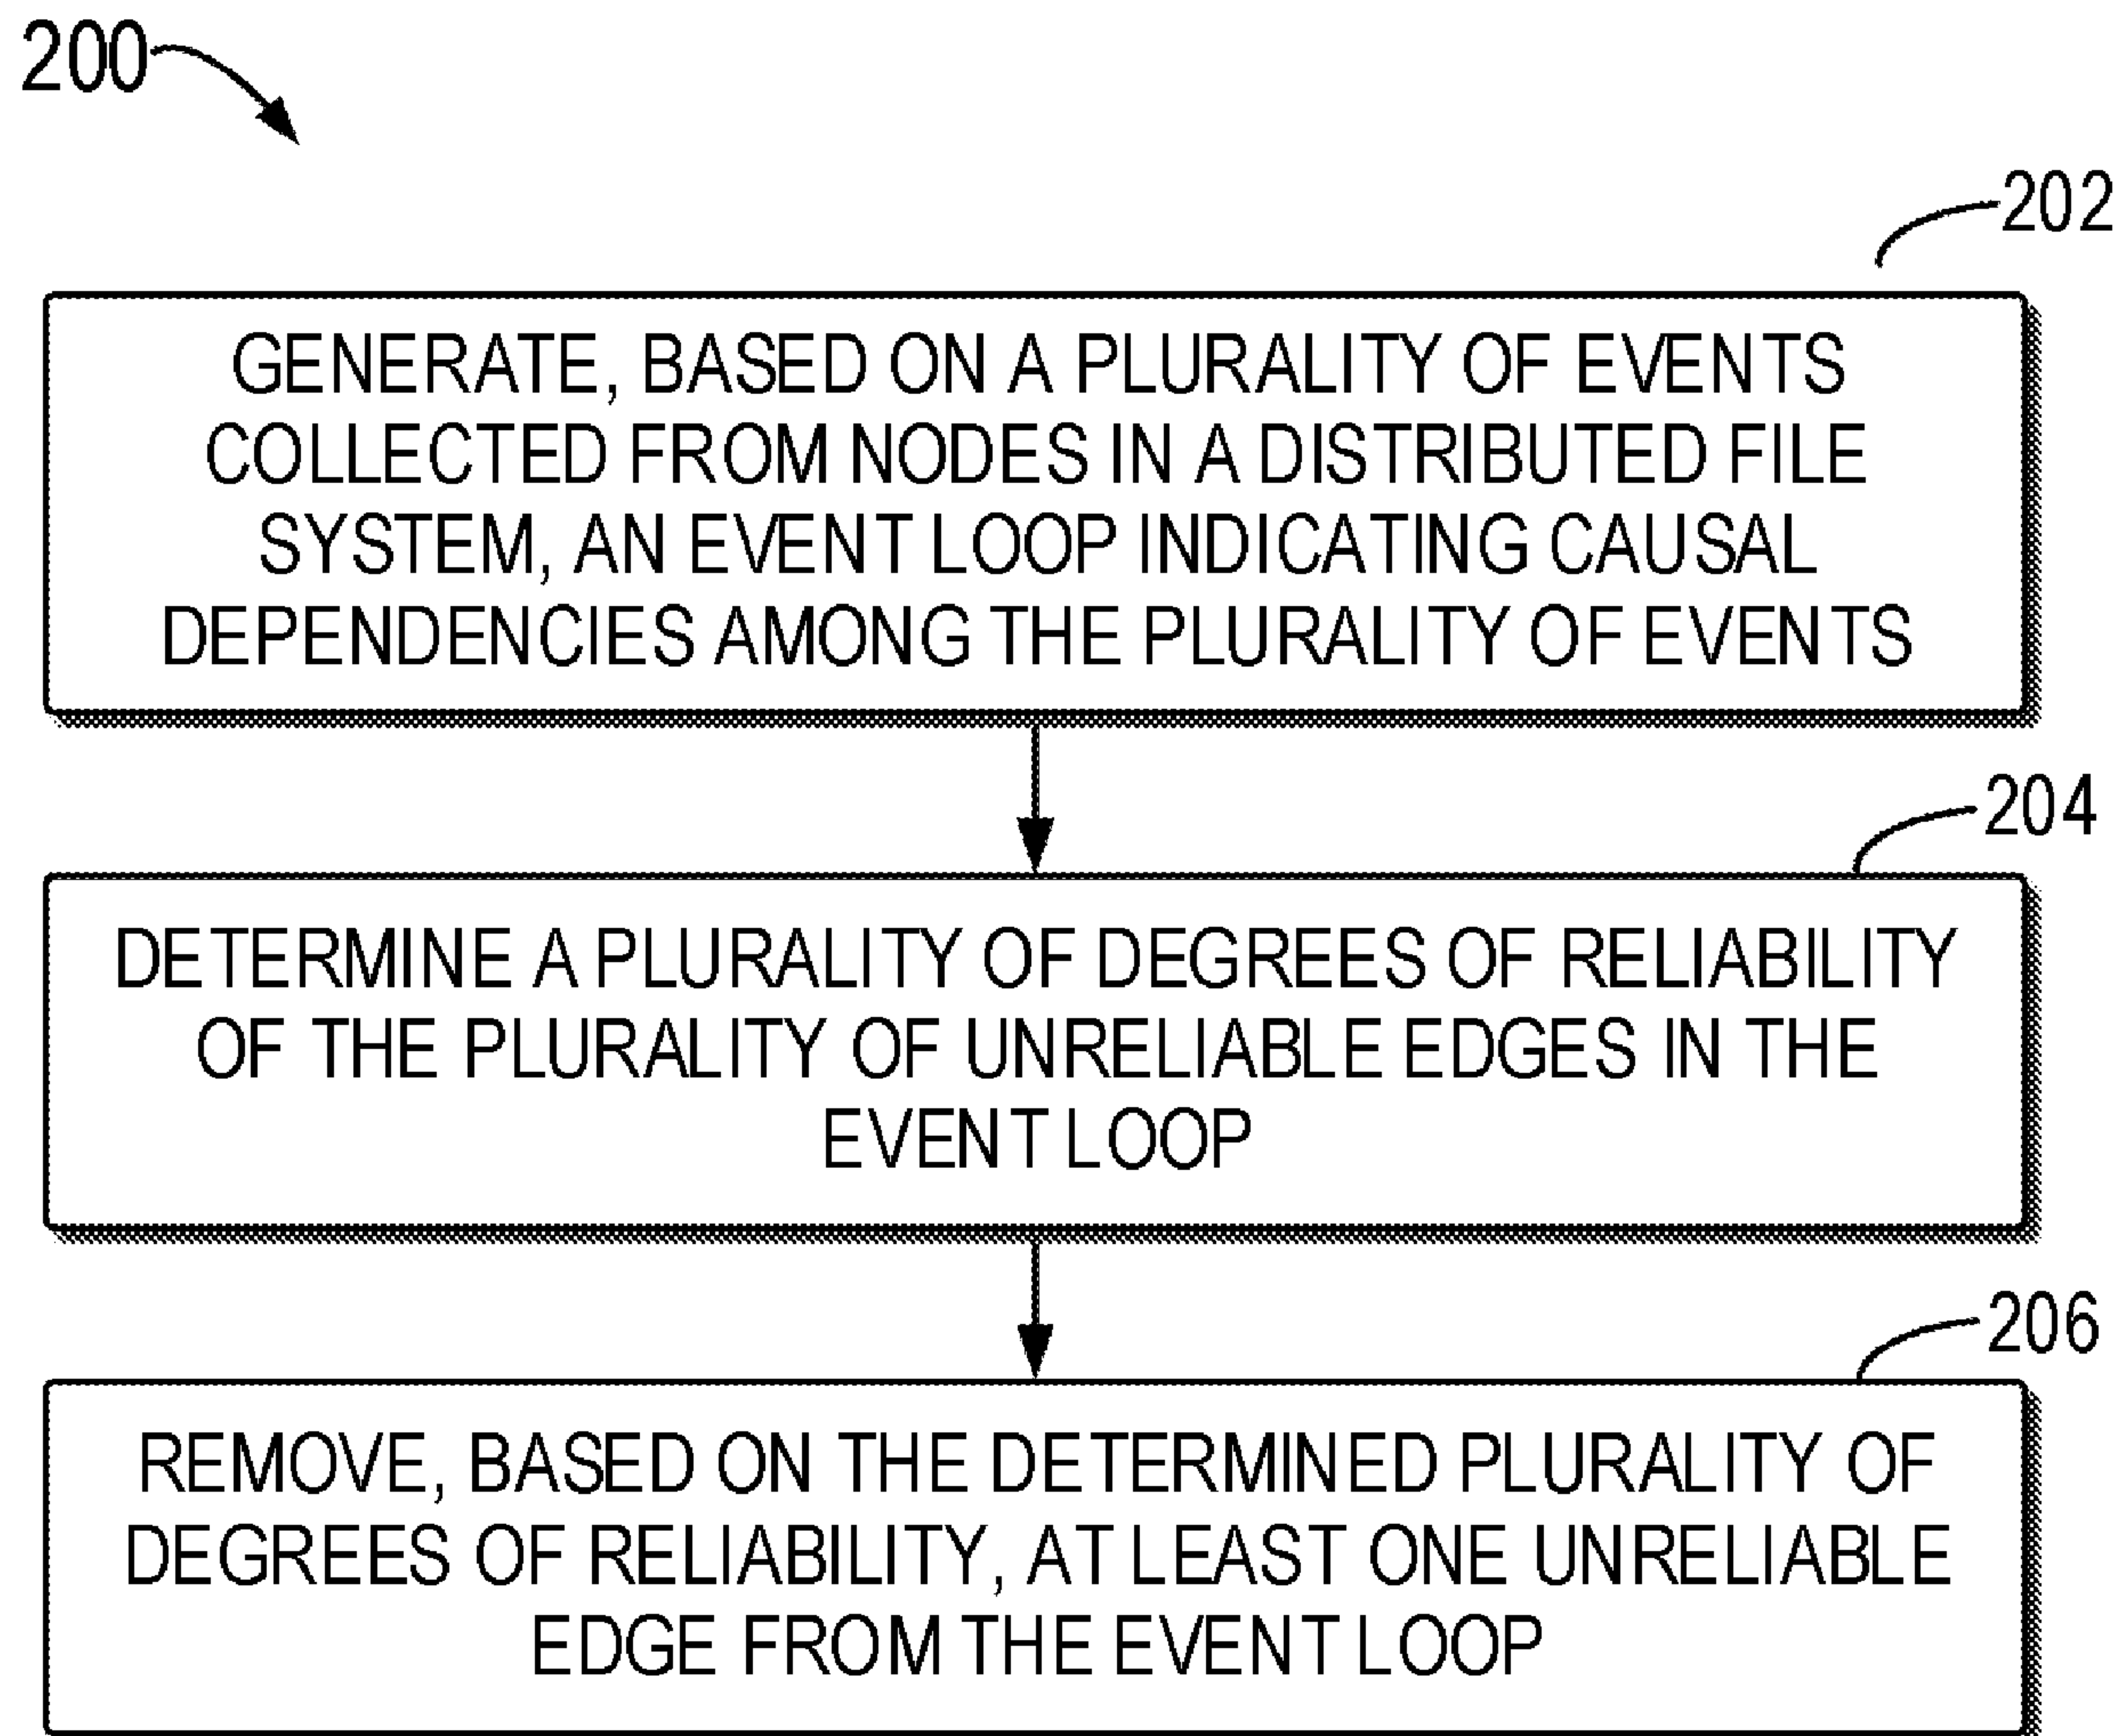 200
202
GENERATE, BASED ON A PLURALITY OF EVENTS
COLLECTED FROM NODES IN A DISTRIBUTED FILE
SYSTEM, AN EVENT LOOP INDICATING CAUSAL
DEPENDENCIES AMONG THE PLURALITY OF EVENTS
204
DETERMINE A PLURALITY OF DEGREES OF RELIABILITY
OF THE PLURALITY OF UNRELIABLE EDGES IN THE
EVENT LOOP
206
REMOVE, BASED ON THE DETERMINED PLURALITY OF
DEGREES OF RELIABILITY, AT LEAST ONE UNRELIABLE
EDGE FROM THE EVENT LOOP